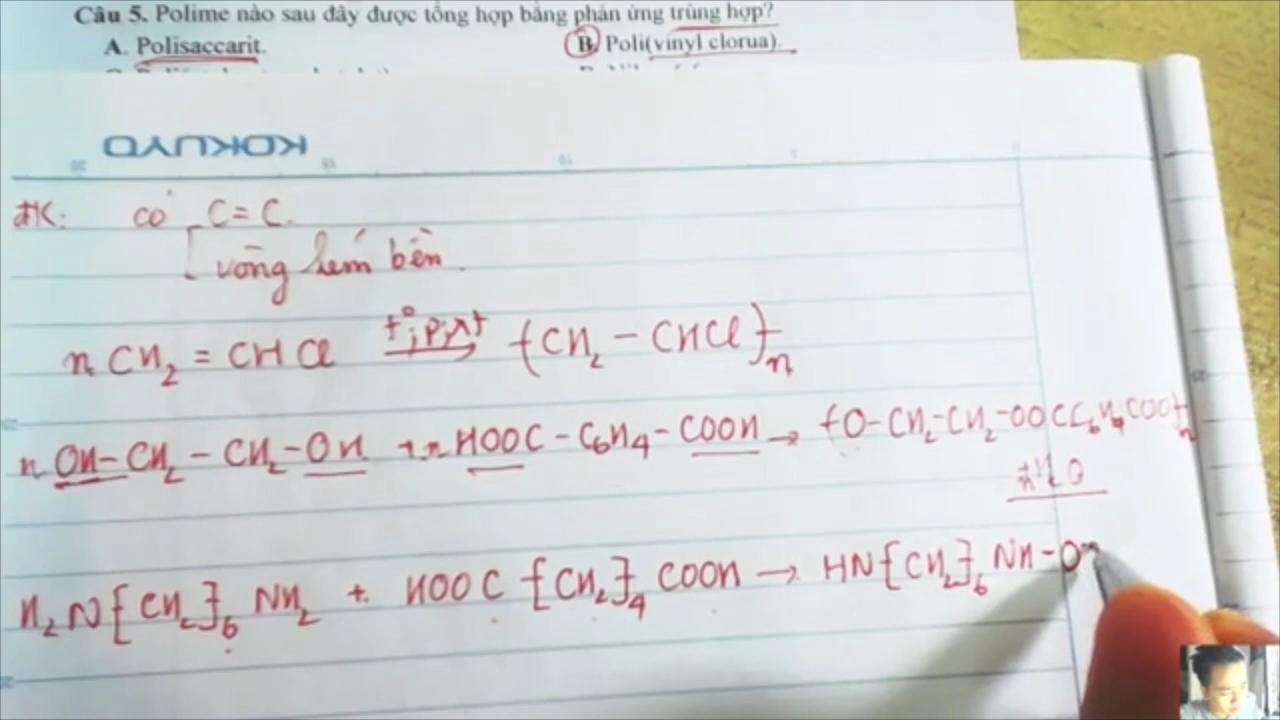 Câu 5. Polime nào sau đây được tổng hợp bằng phản ứng trùng hợp?
A. Polisaccarit. B. Poli(vinyl clorua).
KOKUYO
ĐK: có C = C.
vòng kém bền.
n CH₂ = CHCl t°, p, xt {CH₂ – CHCl}n
n OH–CH₂–CH₂–OH + n HOOC–C₆H₄–COOH → {O–CH₂–CH₂–OOCC₆H₄COO}n
H₂N{CH₂}₆NH₂ + HOOC{CH₂}₄COOH → HN{CH₂}₆NH–O